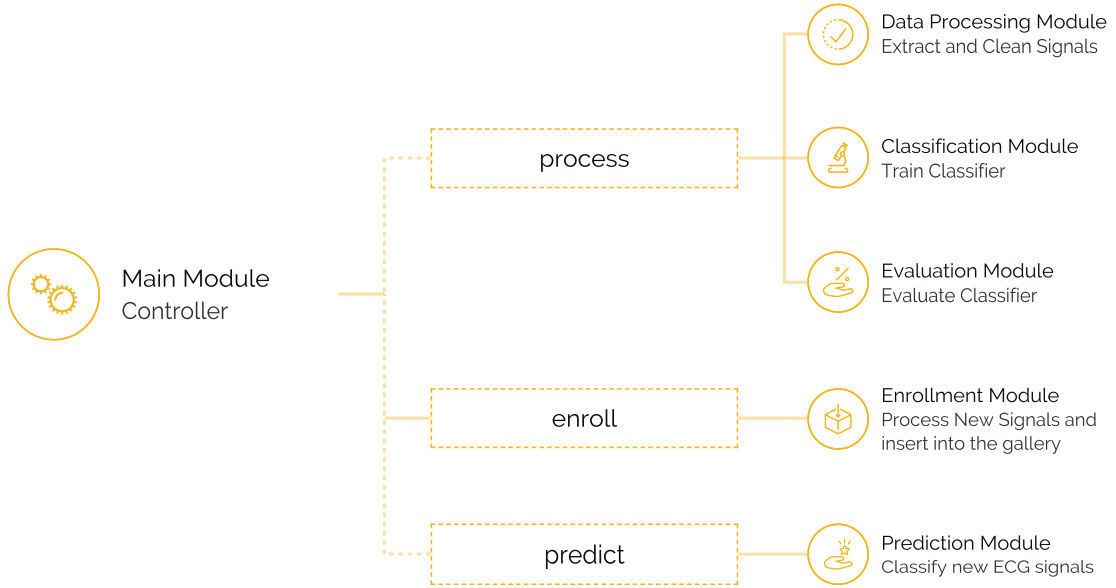 Main Module
Controller
process
Data Processing Module
Extract and Clean Signals
Classification Module
Train Classifier
Evaluation Module
Evaluate Classifier
enroll
Enrollment Module
Process New Signals and
insert into the gallery
predict
Prediction Module
Classify new ECG signals